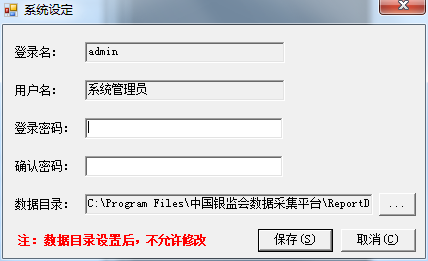 系统设定
登录名: admin
用户名: 系统管理员
登录密码:
确认密码:
数据目录: C:\Program Files\中国银监会数据采集平台\ReportD ...
注: 数据目录设置后, 不允许修改 保存(S) 取消(C)